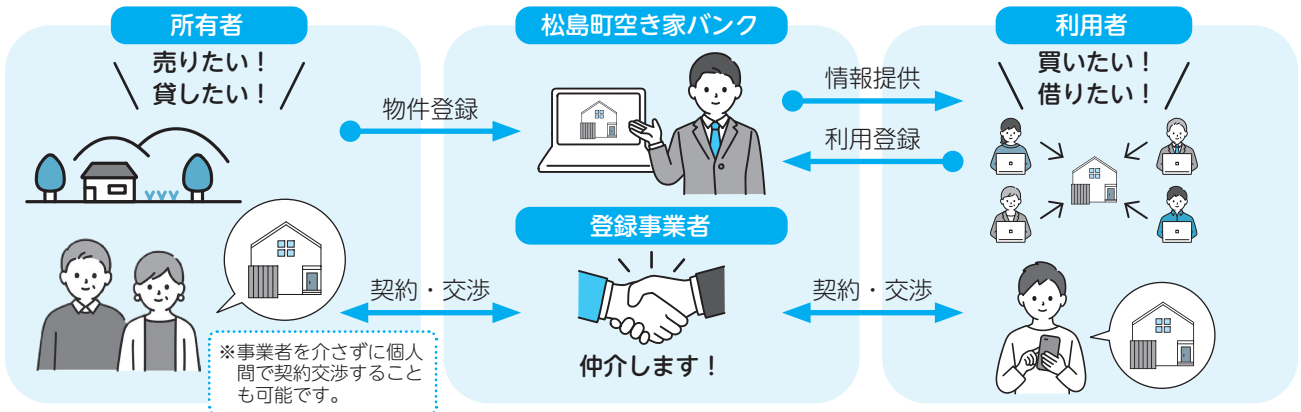 所有者
売りたい！
貸したい！
物件登録
松島町空き家バンク
情報提供
利用登録
利用者
買いたい！
借りたい！
登録事業者
契約・交渉
仲介します！
契約・交渉
※事業者を介さずに個人
間で契約交渉すること
も可能です。